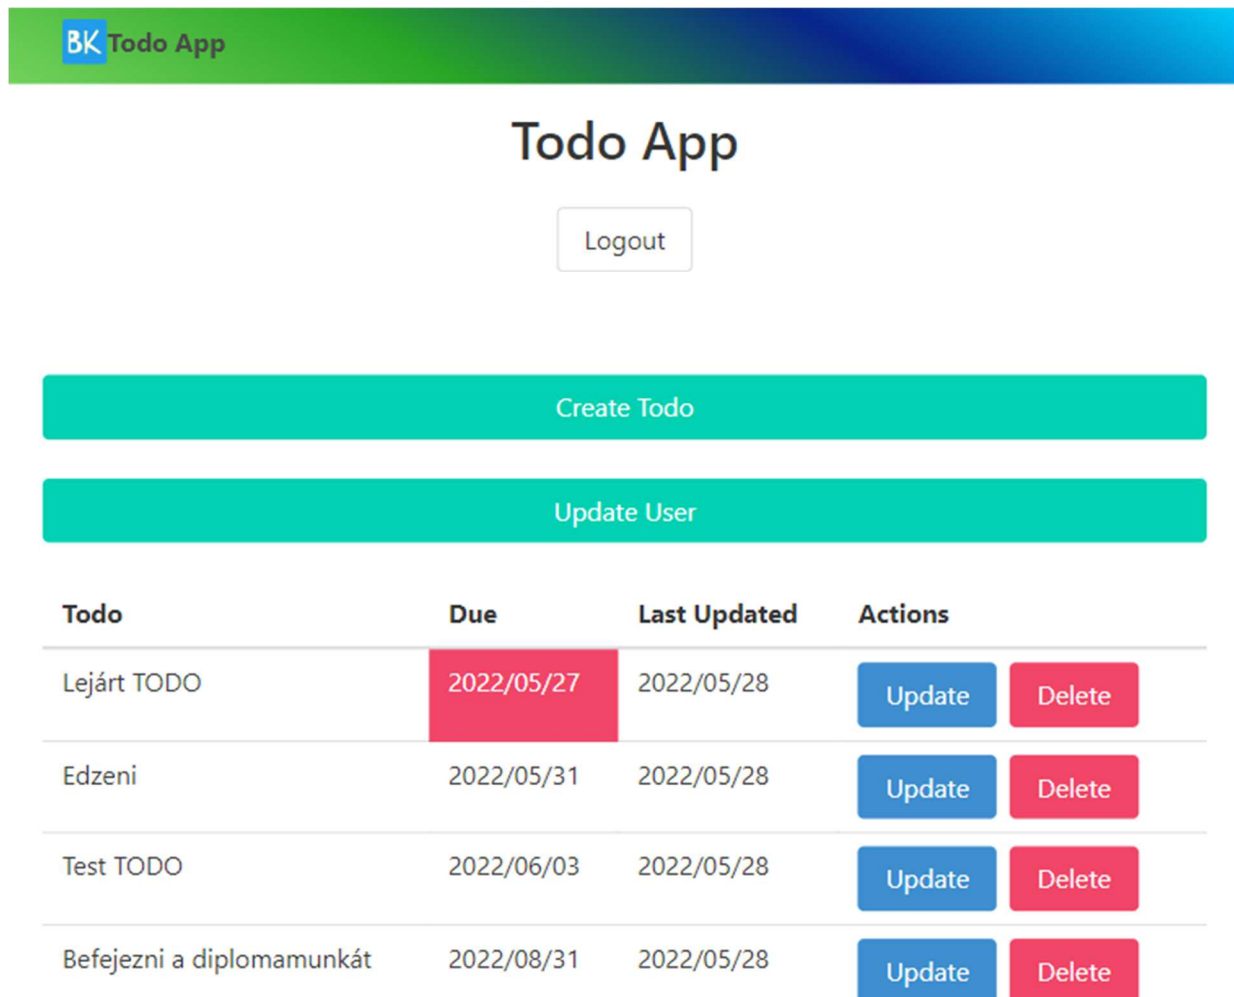 BK Todo App
Todo App
Logout
Create Todo
Update User
Todo Due Last Updated Actions
Lejárt TODO 2022/05/27 2022/05/28 Update Delete
Edzeni 2022/05/31 2022/05/28 Update Delete
Test TODO 2022/06/03 2022/05/28 Update Delete
Befejezni a diplomamunkát 2022/08/31 2022/05/28 Update Delete